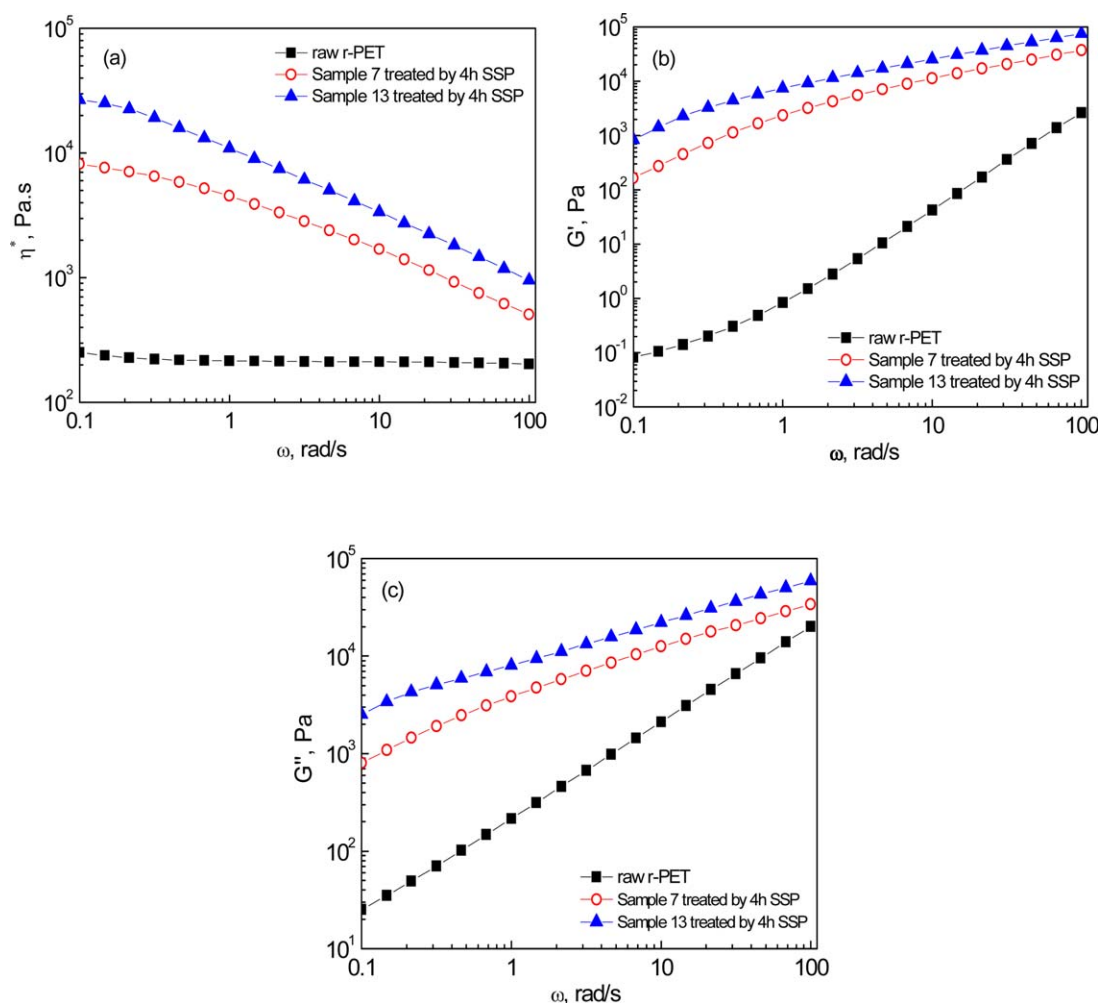 (a)
raw r-PET
Sample 7 treated by 4h SSP
Sample 13 treated by 4h SSP
10^5
10^4
10^3
10^2
η*, Pa.s
0.1 1 10 100
ω, rad/s
(b)
10^5
10^4
10^3
10^2
10^1
10^0
10^-1
10^-2
G', Pa
raw r-PET
Sample 7 treated by 4h SSP
Sample 13 treated by 4h SSP
0.1 1 10 100
ω, rad/s
(c)
10^5
10^4
10^3
10^2
10^1
G'', Pa
raw r-PET
Sample 7 treated by 4h SSP
Sample 13 treated by 4h SSP
0.1 1 10 100
ω, rad/s